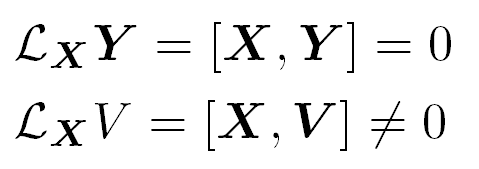 ℒ_𝑿 𝒀 = [𝑿, 𝒀] = 0
ℒ_𝑿 V = [𝑿, 𝑽] ≠ 0